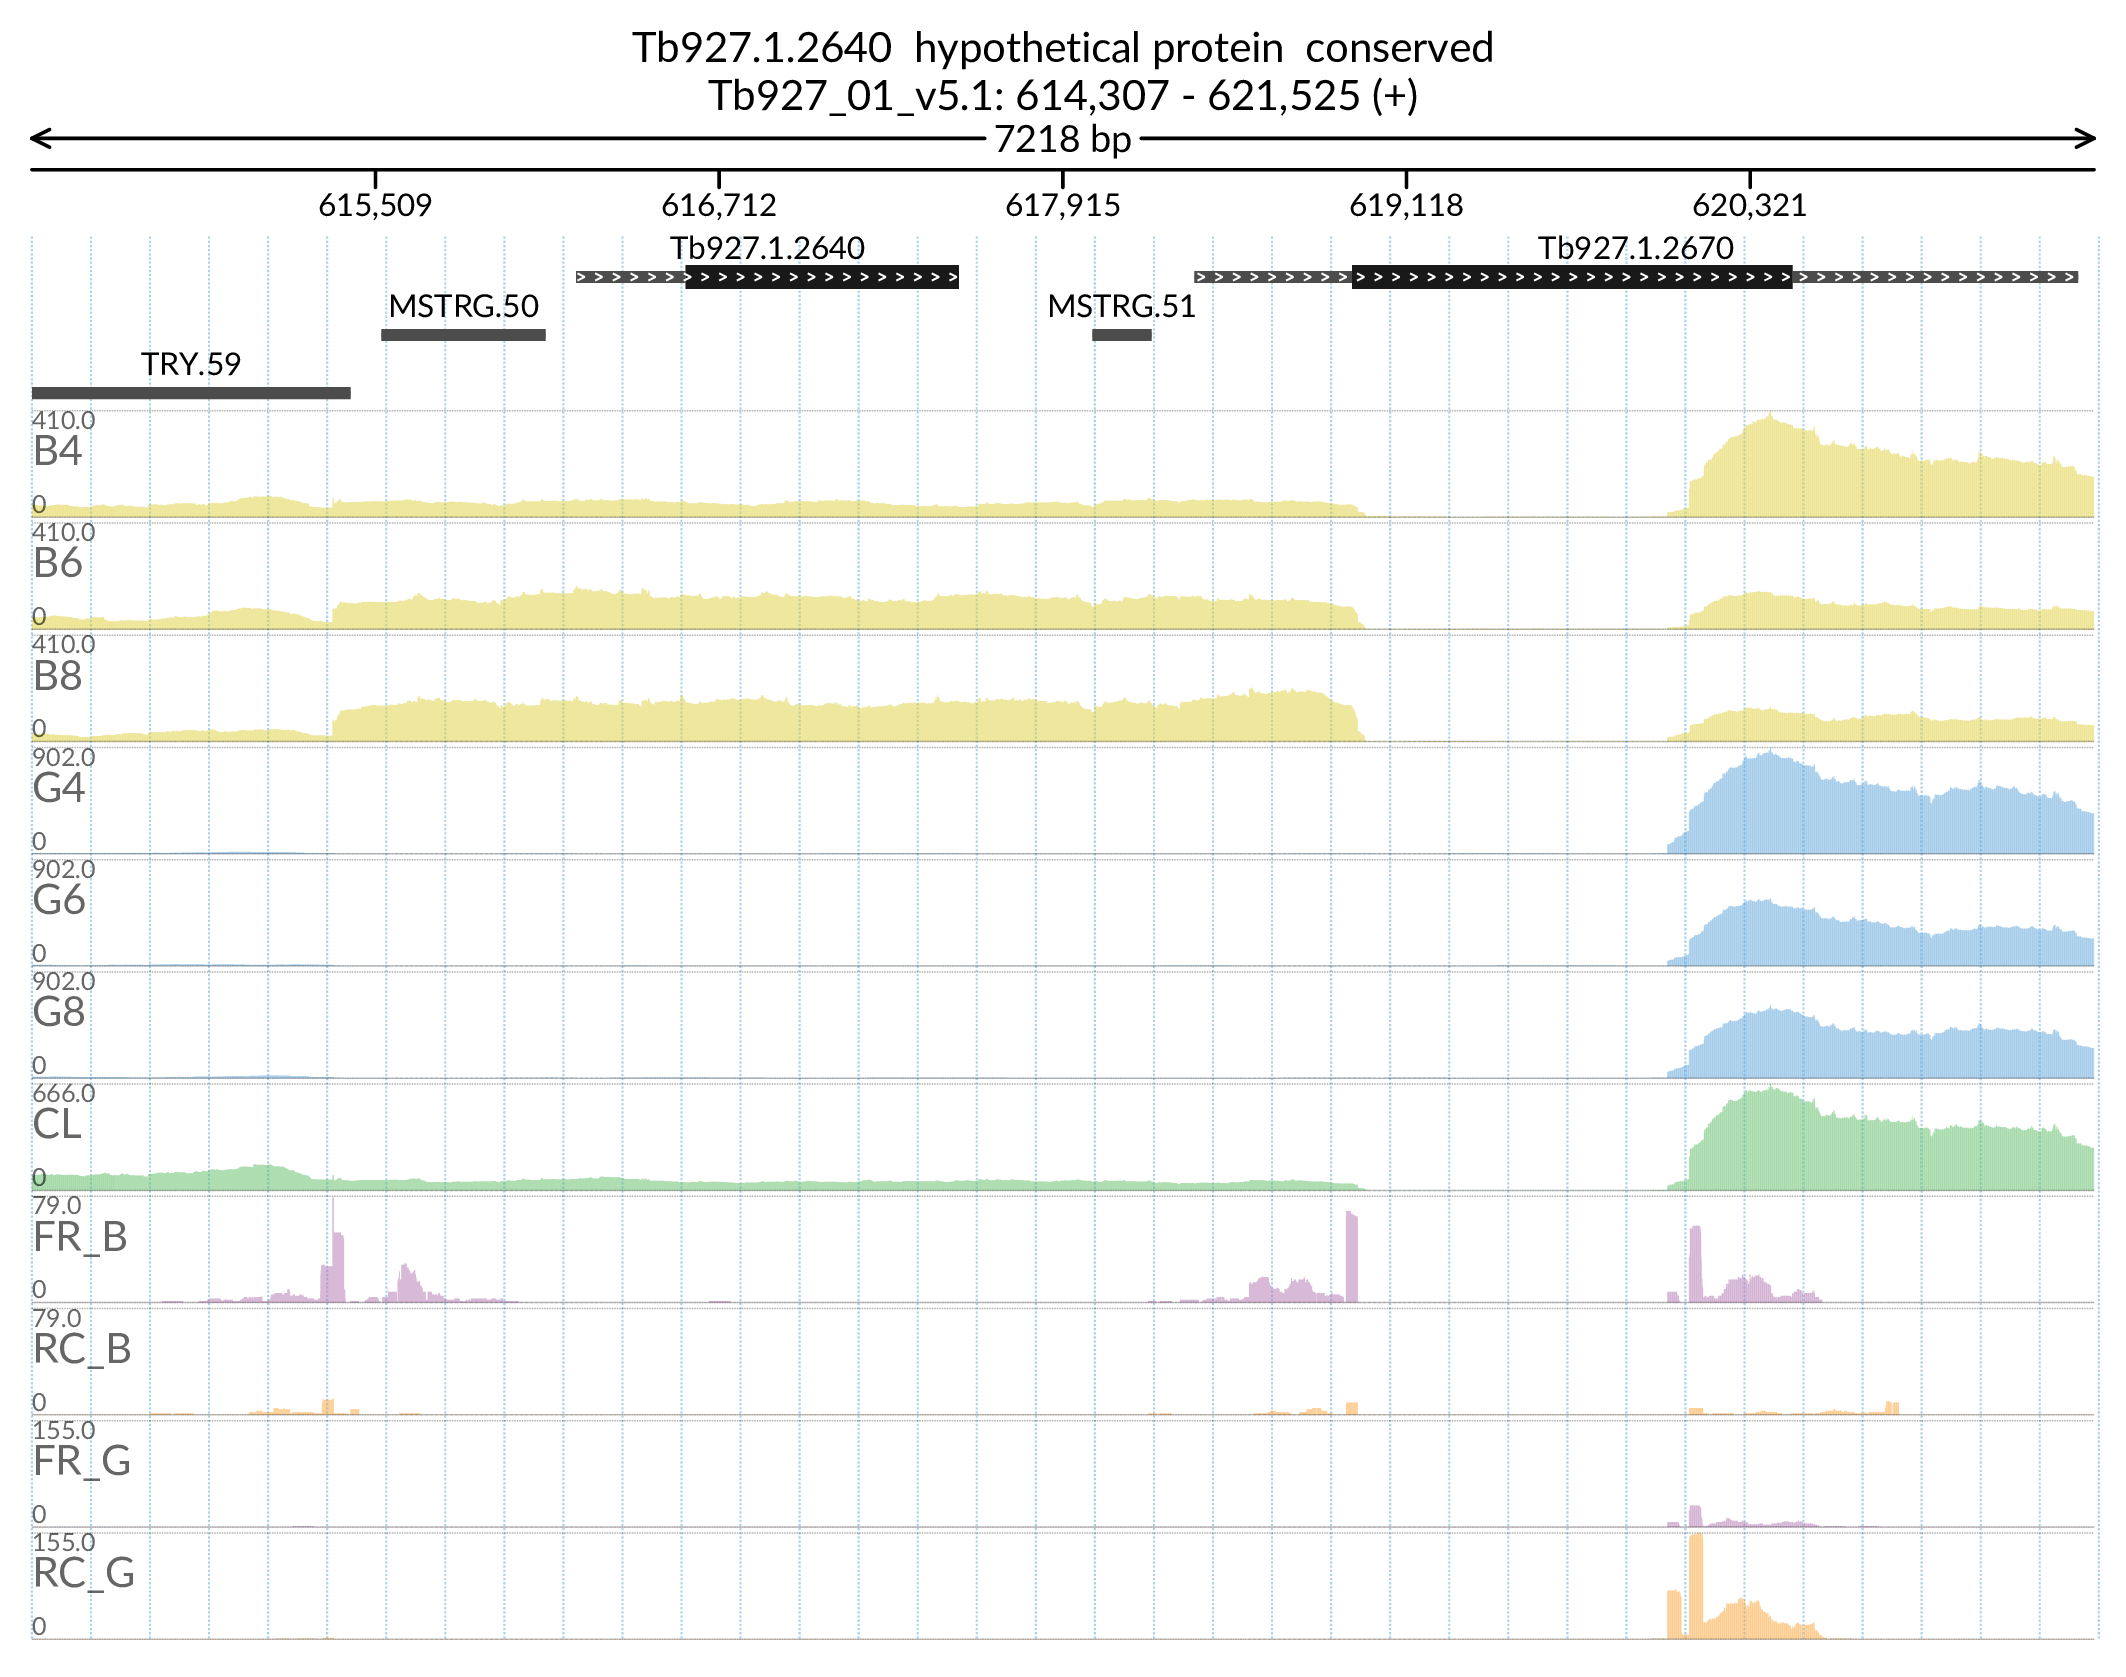 Tb927.1.2640 hypothetical protein conserved
Tb927_01_v5.1: 614,307 - 621,525 (+)
7218 bp
615,509 616,712 617,915 619,118 620,321
Tb927.1.2640 Tb927.1.2670
MSTRG.50 MSTRG.51
TRY.59
410.0
B4
0
410.0
B6
0
410.0
B8
0
902.0
G4
0
902.0
G6
0
902.0
G8
0
666.0
CL
0
79.0
FR_B
0
79.0
RC_B
0
155.0
FR_G
0
155.0
RC_G
0